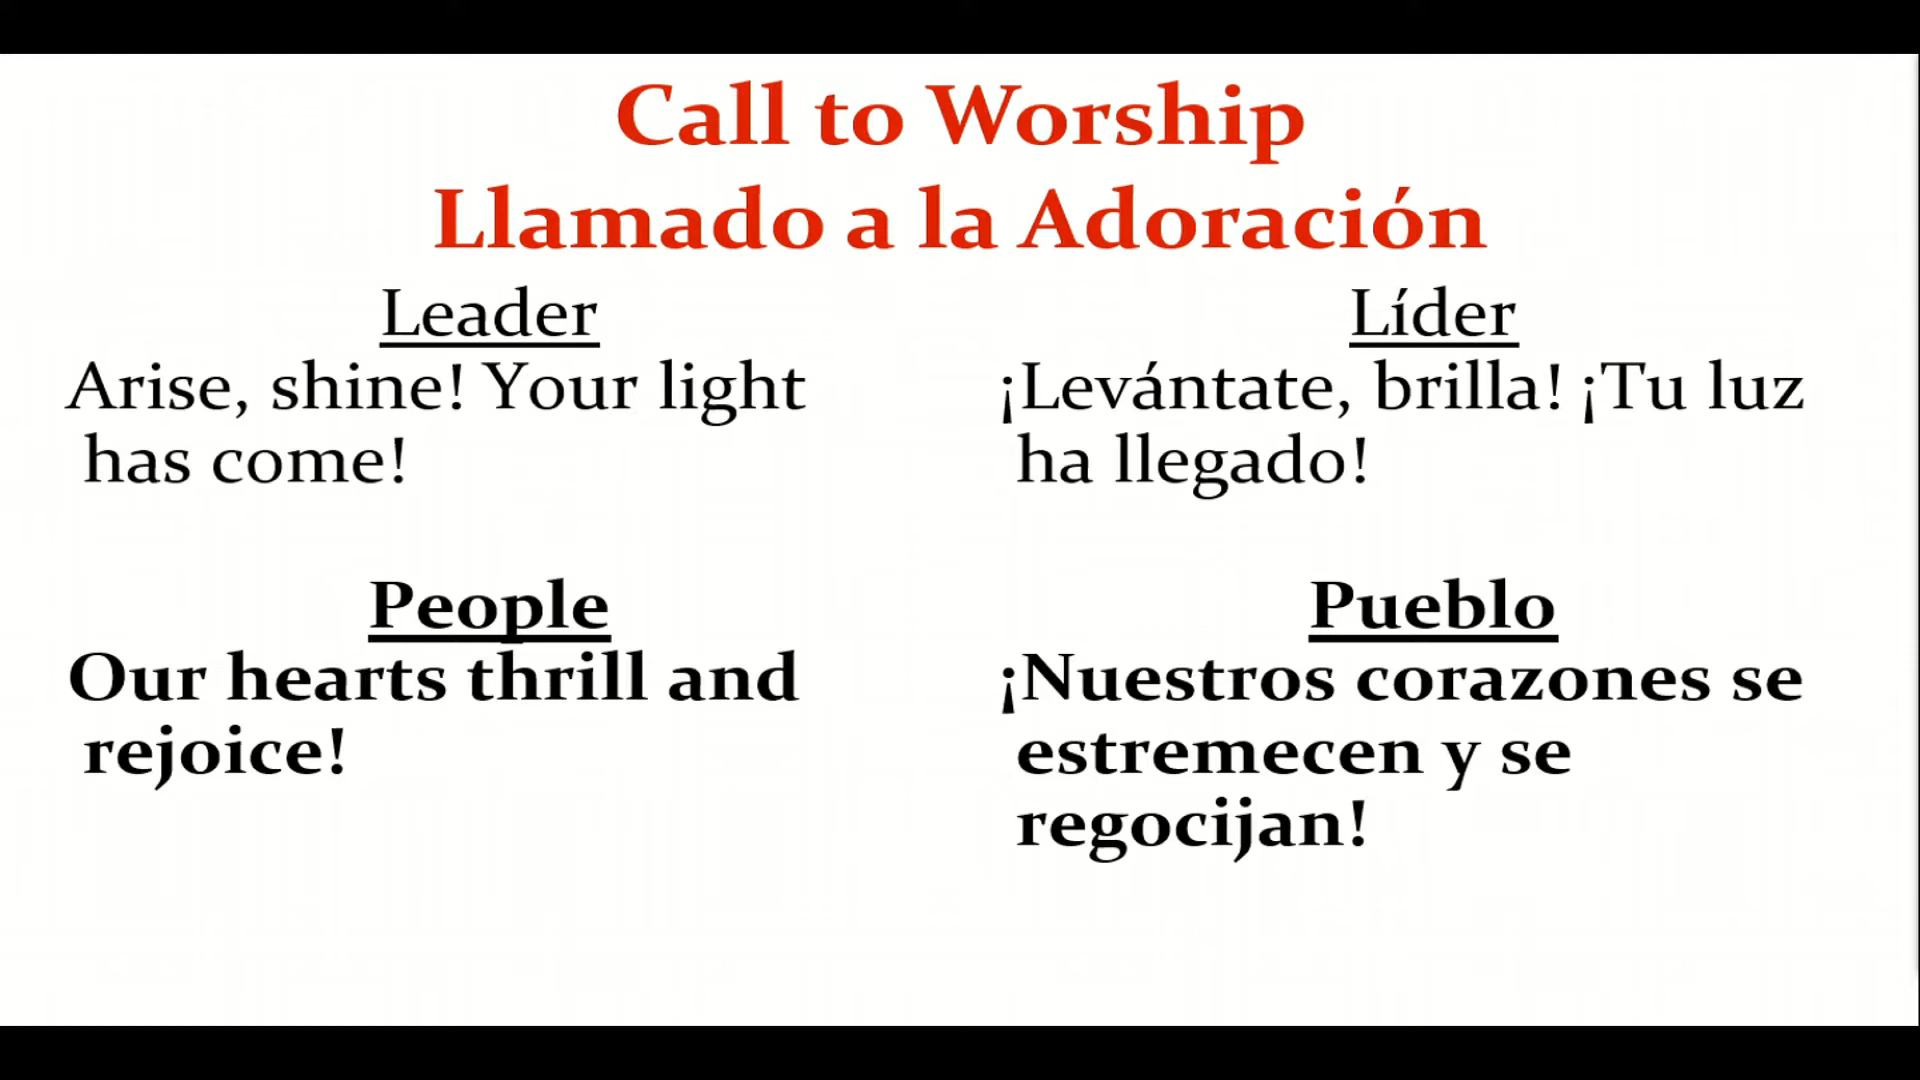 Call to Worship
Llamado a la Adoración
Leader
Arise, shine! Your light
has come!
People
Our hearts thrill and
rejoice!
Líder
¡Levántate, brilla! ¡Tu luz
ha llegado!
Pueblo
¡Nuestros corazones se
estremecen y se
regocijan!